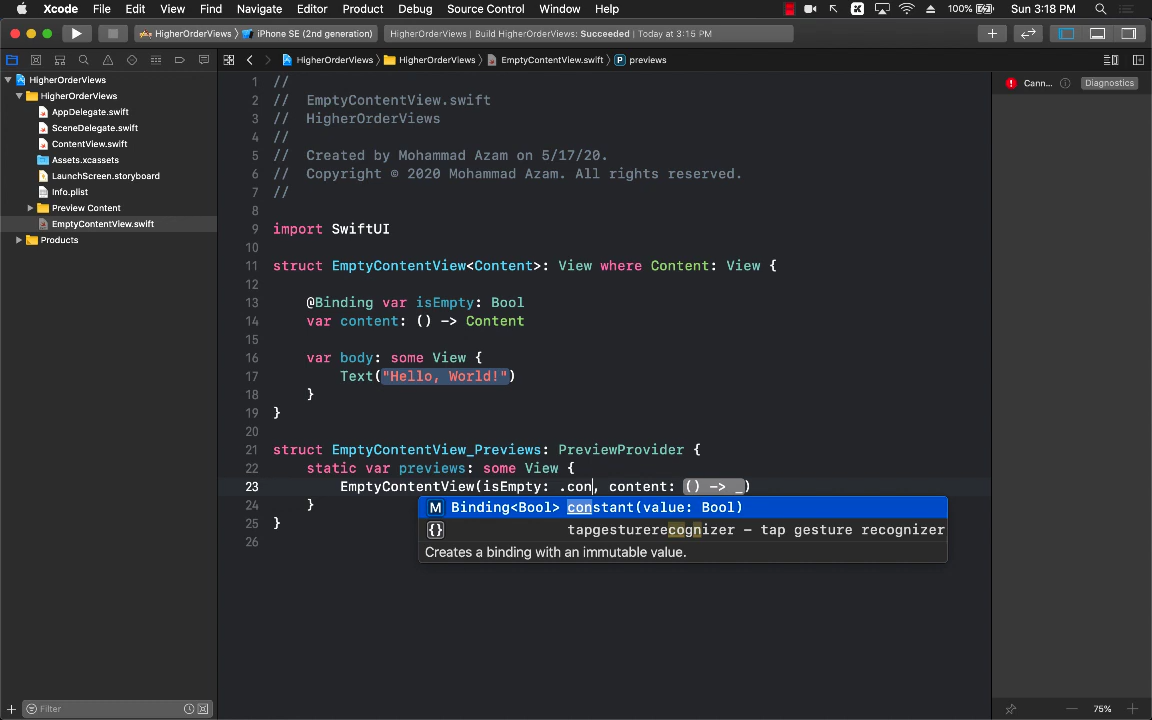 Xcode File Edit View Find Navigate Editor Product Debug Source Control Window Help 100% Sun 3:18 PM
HigherOrderViews iPhone SE (2nd generation) HigherOrderViews | Build HigherOrderViews: Succeeded | Today at 3:15 PM
HigherOrderViews HigherOrderViews EmptyContentView.swift P previews
HigherOrderViews
HigherOrderViews
AppDelegate.swift
SceneDelegate.swift
ContentView.swift
Assets.xcassets
LaunchScreen.storyboard
Info.plist
Preview Content
EmptyContentView.swift
Products
Filter
1 //
2 // EmptyContentView.swift
3 // HigherOrderViews
4 //
5 // Created by Mohammad Azam on 5/17/20.
6 // Copyright © 2020 Mohammad Azam. All rights reserved.
7 //
8
9 import SwiftUI
10
11 struct EmptyContentView<Content>: View where Content: View {
12
13 @Binding var isEmpty: Bool
14 var content: () -> Content
15
16 var body: some View {
17 Text("Hello, World!")
18 }
19 }
20
21 struct EmptyContentView_Previews: PreviewProvider {
22 static var previews: some View {
23 EmptyContentView(isEmpty: .con, content: () -> _)
24 }
25 }
26
M Binding<Bool> constant(value: Bool)
{} tapgesturerecognizer - tap gesture recognizer
Creates a binding with an immutable value.
Cann... Diagnostics
75%